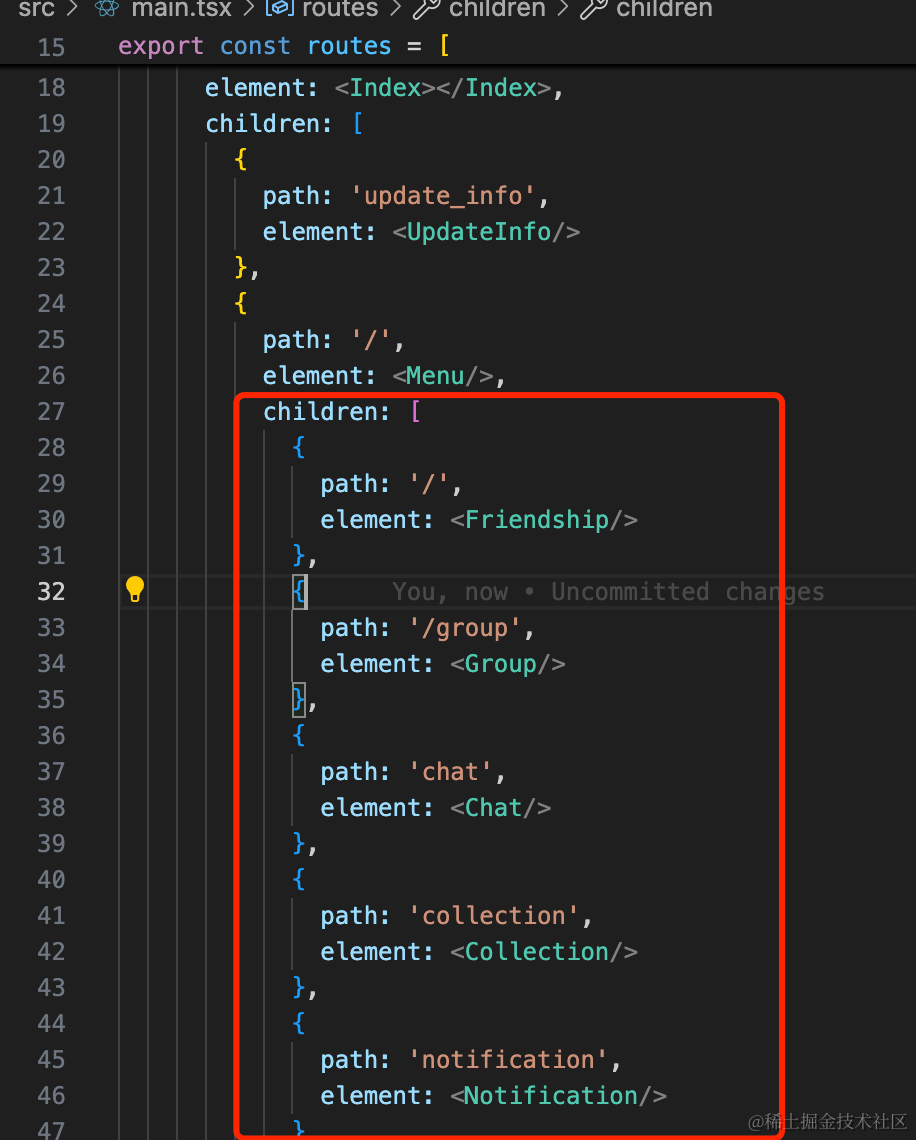 src > main.tsx > routes > children > children
15 export const routes = [
18 element: <Index></Index>,
19 children: [
20 {
21 path: 'update_info',
22 element: <UpdateInfo/>
23 },
24 {
25 path: '/',
26 element: <Menu/>,
27 children: [
28 {
29 path: '/',
30 element: <Friendship/>
31 },
32 { You, now • Uncommitted changes
33 path: '/group',
34 element: <Group/>
35 },
36 {
37 path: 'chat',
38 element: <Chat/>
39 },
40 {
41 path: 'collection',
42 element: <Collection/>
43 },
44 {
45 path: 'notification',
46 element: <Notification/>
47 }
@稀土掘金技术社区